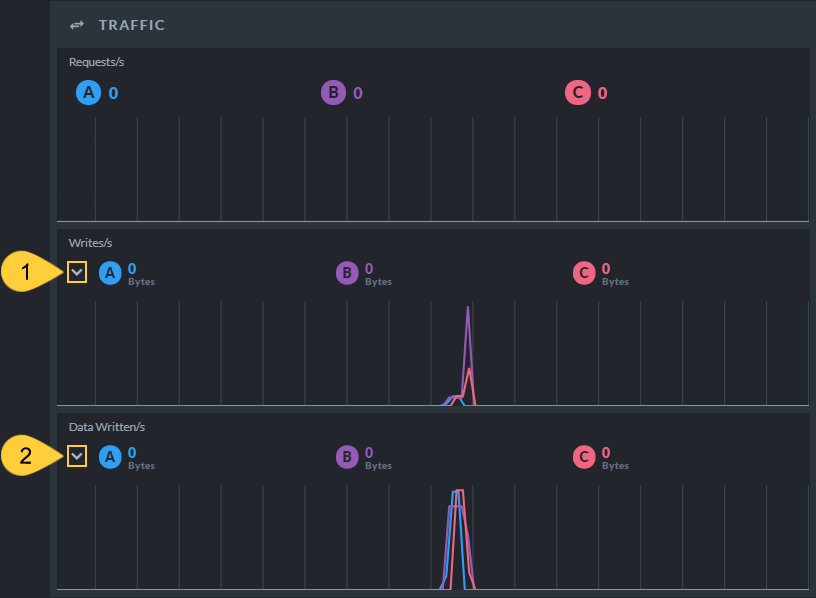 TRAFFIC
Requests/s
A 0 B 0 C 0
Writes/s
1 A 0 Bytes B 0 Bytes C 0 Bytes
Data Written/s
2 A 0 Bytes B 0 Bytes C 0 Bytes